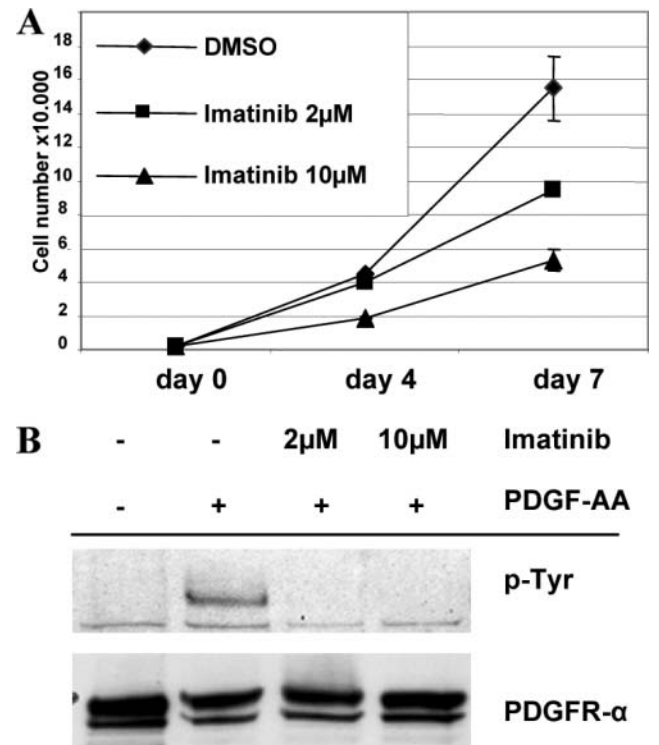 A
Cell number x10.000
18
16
14
12
10
8
6
4
2
0
DMSO
Imatinib 2µM
Imatinib 10µM
day 0 day 4 day 7
B
- - 2µM 10µM Imatinib
- + + + PDGF-AA
p-Tyr
PDGFR-α